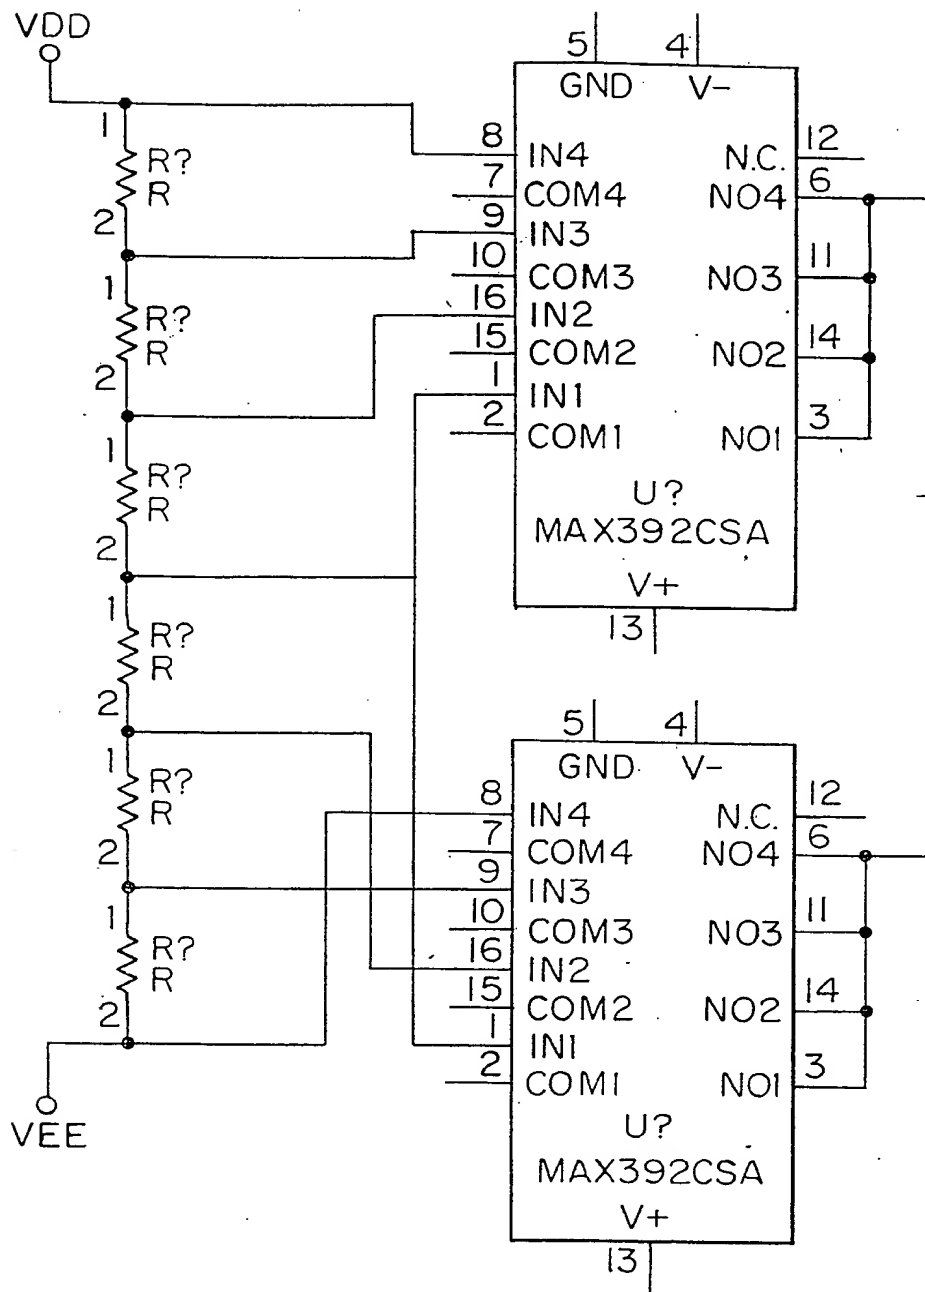 VDD
1
R?
R
2
1
R?
R
2
1
R?
R
2
1
R?
R
2
1
R?
R
2
1
R?
R
2
VEE
5 4
GND V-
8 IN4 N.C. 12
7 COM4 NO4 6
9 IN3
10 COM3 NO3 11
16 IN2
15 COM2 NO2 14
1 IN1
2 COM1 NO1 3
U?
MAX392CSA
V+
13
5 4
GND V-
8 IN4 N.C. 12
7 COM4 NO4 6
9 IN3
10 COM3 NO3 11
16 IN2
15 COM2 NO2 14
1 IN1
2 COM1 NO1 3
U?
MAX392CSA
V+
13